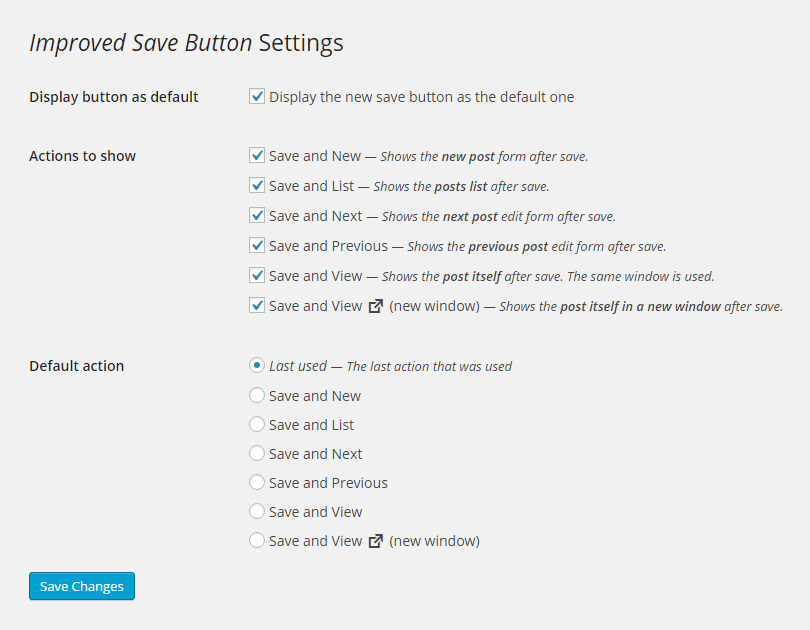 Improved Save Button Settings
Display button as default Display the new save button as the default one
Actions to show Save and New — Shows the new post form after save.
Save and List — Shows the posts list after save.
Save and Next — Shows the next post edit form after save.
Save and Previous — Shows the previous post edit form after save.
Save and View — Shows the post itself after save. The same window is used.
Save and View (new window) — Shows the post itself in a new window after save.
Default action Last used — The last action that was used
Save and New
Save and List
Save and Next
Save and Previous
Save and View
Save and View (new window)
Save Changes